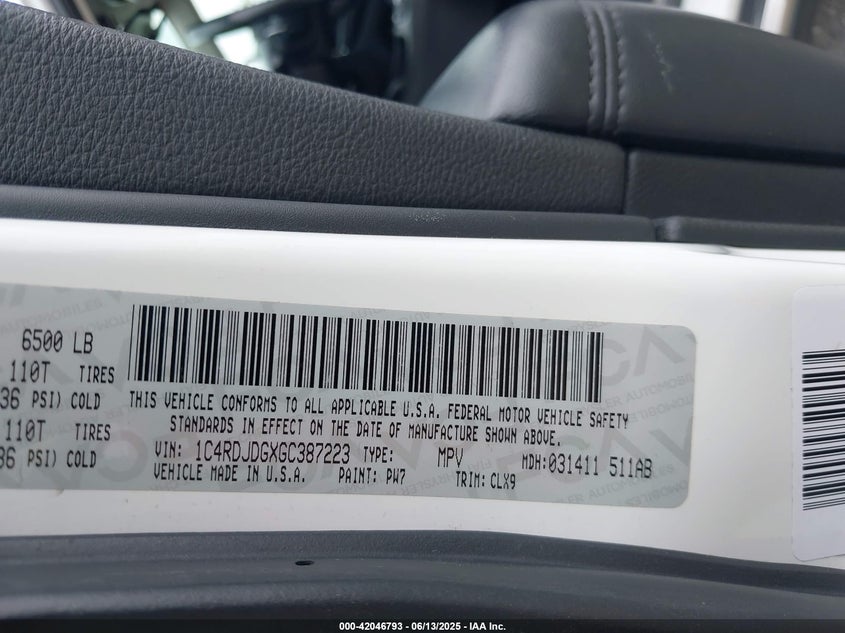 6500 LB
110T TIRES
36 PSI) COLD
110T TIRES
36 PSI) COLD
THIS VEHICLE CONFORMS TO ALL APPLICABLE U.S.A. FEDERAL MOTOR VEHICLE SAFETY
STANDARDS IN EFFECT ON THE DATE OF MANUFACTURE SHOWN ABOVE.
VIN: 1C4RDJDGXGC387223 TYPE: MPV MDH:031411 511AB
VEHICLE MADE IN U.S.A. PAINT: PW7 TRIM: CLX9
000-42046793 - 06/13/2025 - IAA Inc.